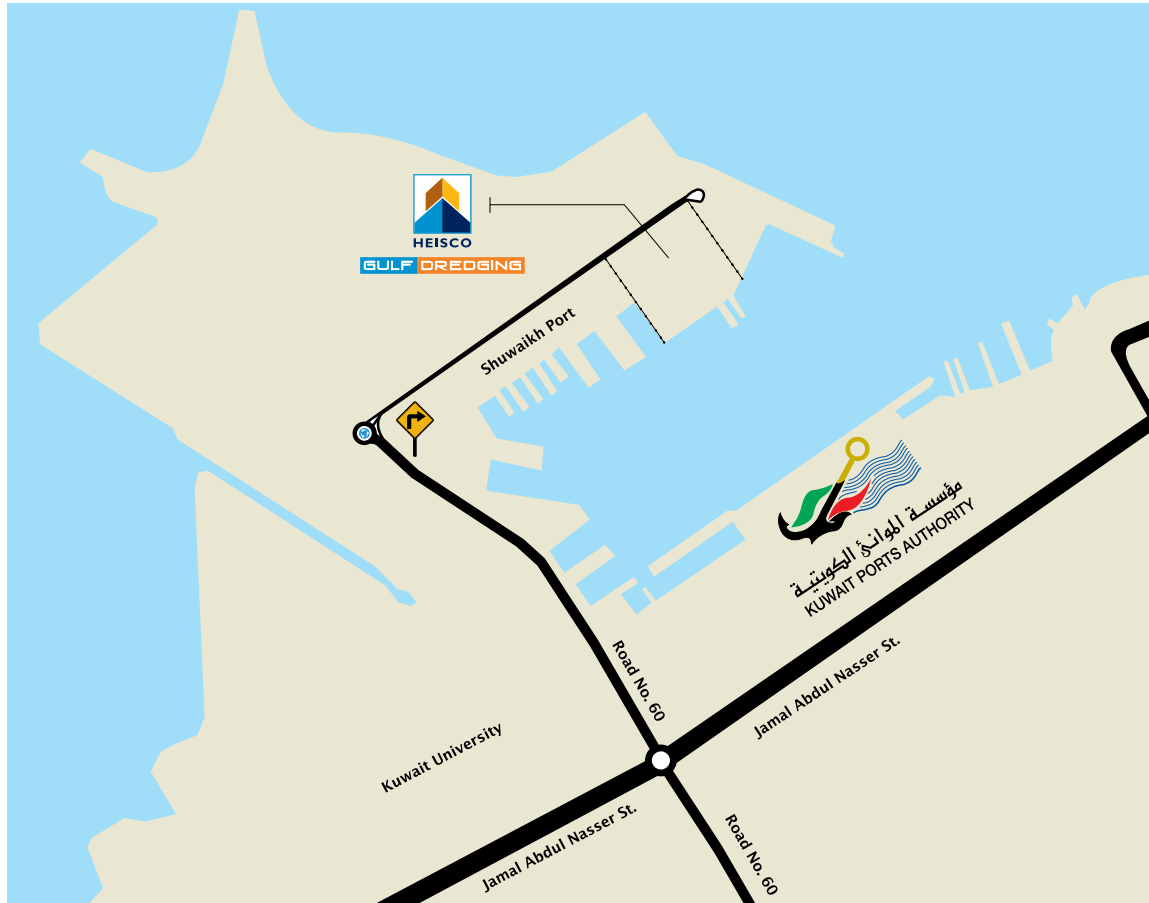 HEISCO
GULF DREDGING
Shuwaikh Port
مؤسسة الموانئ الكويتية
KUWAIT PORTS AUTHORITY
Road No. 60
Jamal Abdul Nasser St.
Kuwait University
Jamal Abdul Nasser St.
Road No. 60